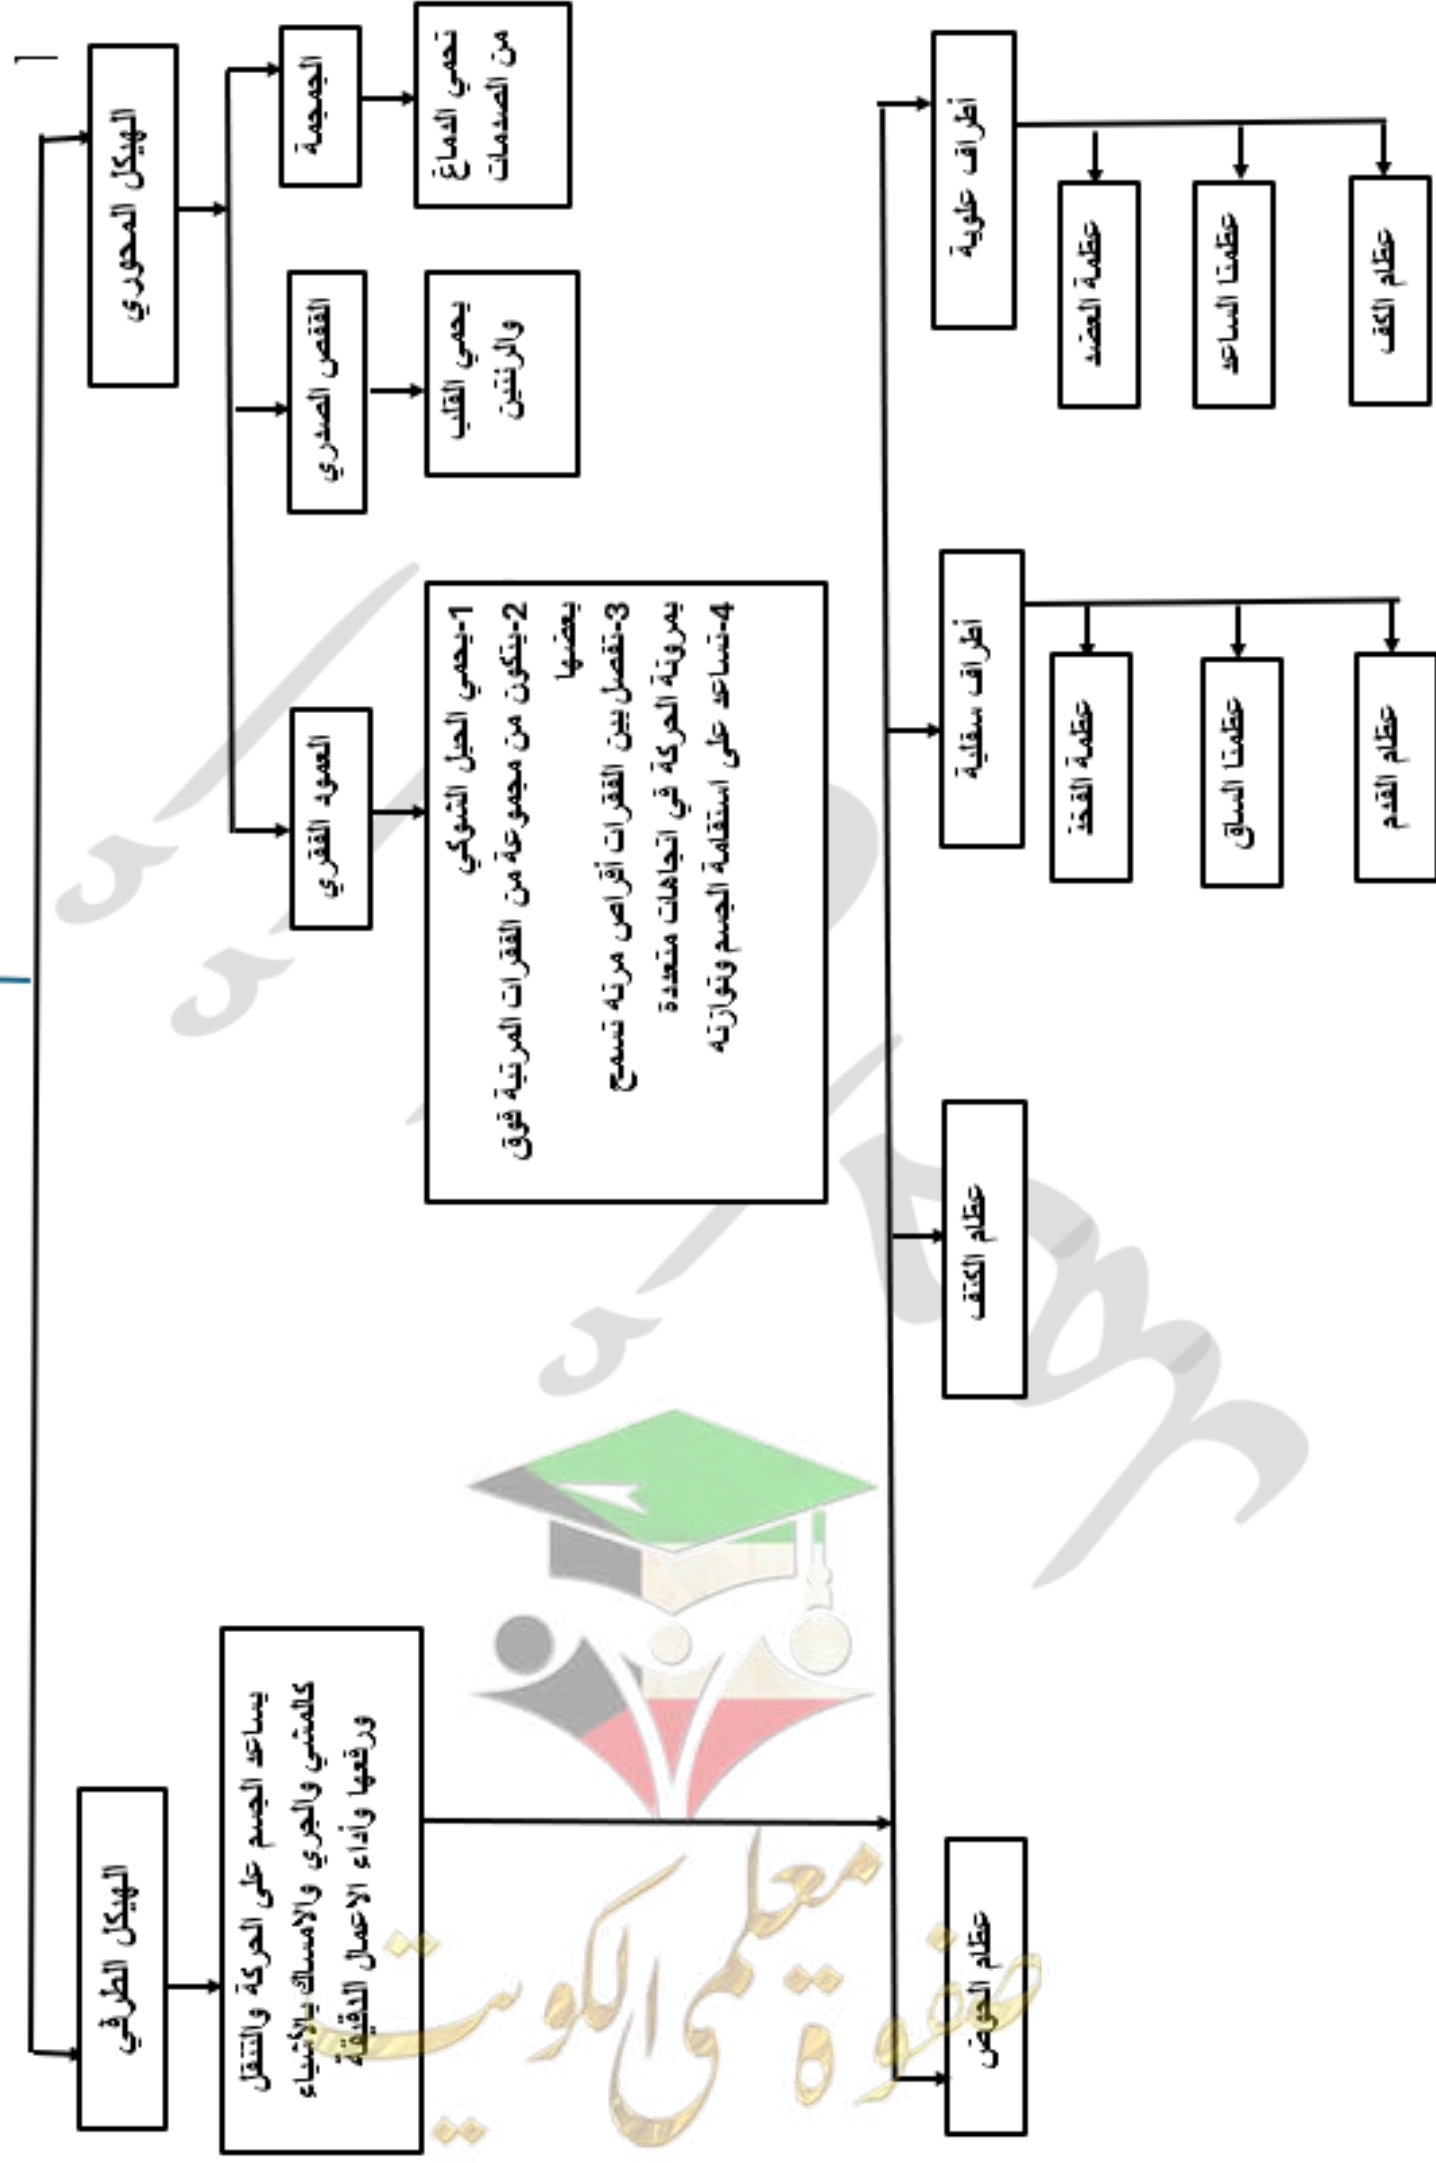 الهيكل المحوري
الجمجمة
تحمي الدماغ
من الصدمات
القفص الصدري
يحمي القلب
والرئتين
العمود الفقري
1-يحمي الحبل الشوكي
2-يتكون من مجموعة من الفقرات المرتبة فوق
بعضها
3-تفصل بين الفقرات أقراص مرنه تسمح
بمرونة الحركة في اتجاهات متعددة
4-تساعد على استقامة الجسم وتوازنه
الهيكل الطرفي
يساعد الجسم على الحركة والتنقل
كالمشي والجري والامساك بالأشياء
ورفعها وأداء الاعمال الدقيقة
أطراف علوية
عظمة العضد
عظمتا الساعد
عظام الكف
أطراف سفلية
عظمة الفخذ
عظمتا الساق
عظام القدم
عظام الكتف
عظام الحوض
صفوة معلمي الكويت